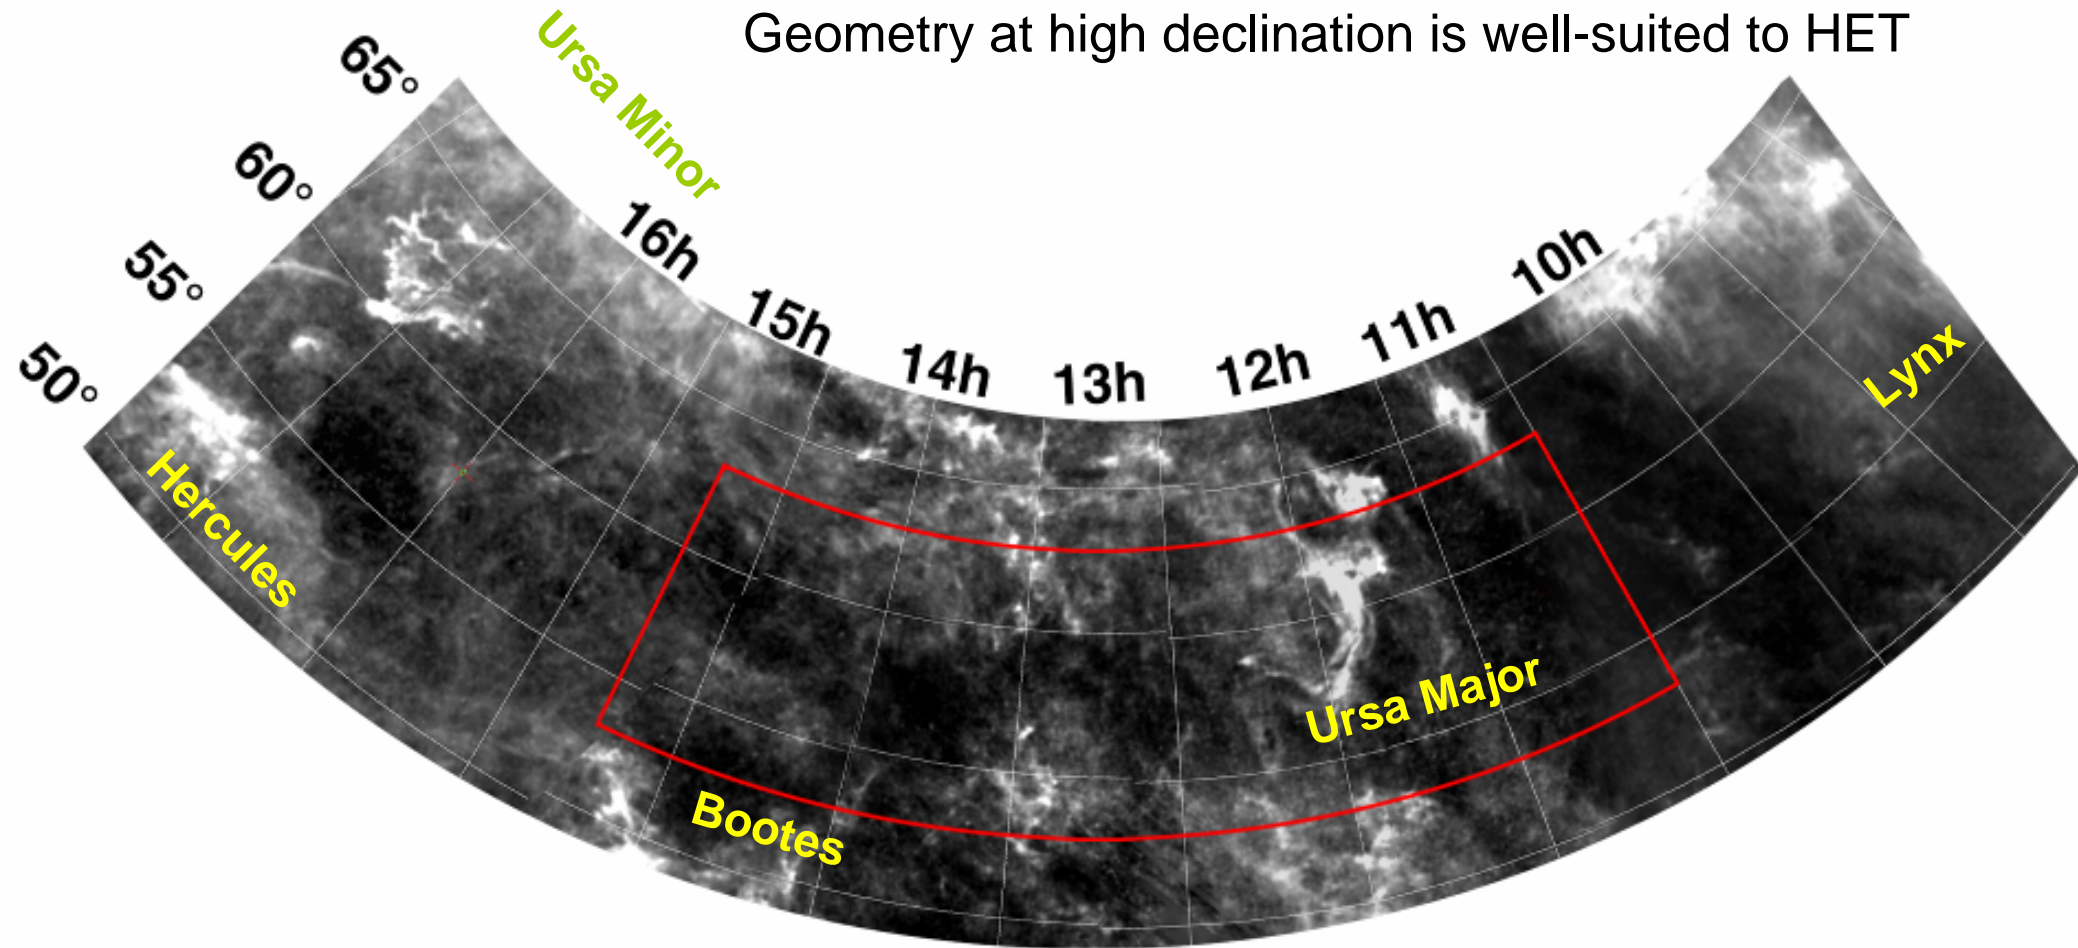 Geometry at high declination is well-suited to HET
Ursa Minor
65°
60°
55°
50°
16h
15h
14h
13h
12h
11h
10h
Lynx
Hercules
Ursa Major
Bootes